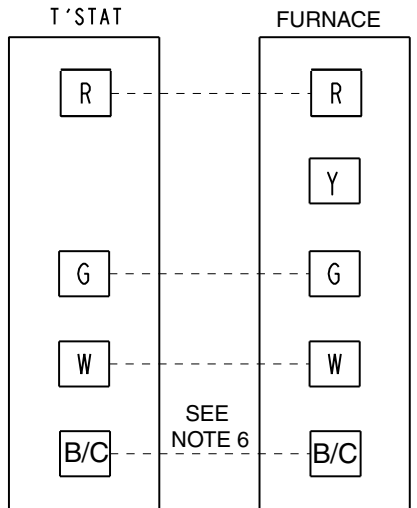 T'STAT FURNACE
R R
Y
G G
W W
SEE
NOTE 6
B/C B/C